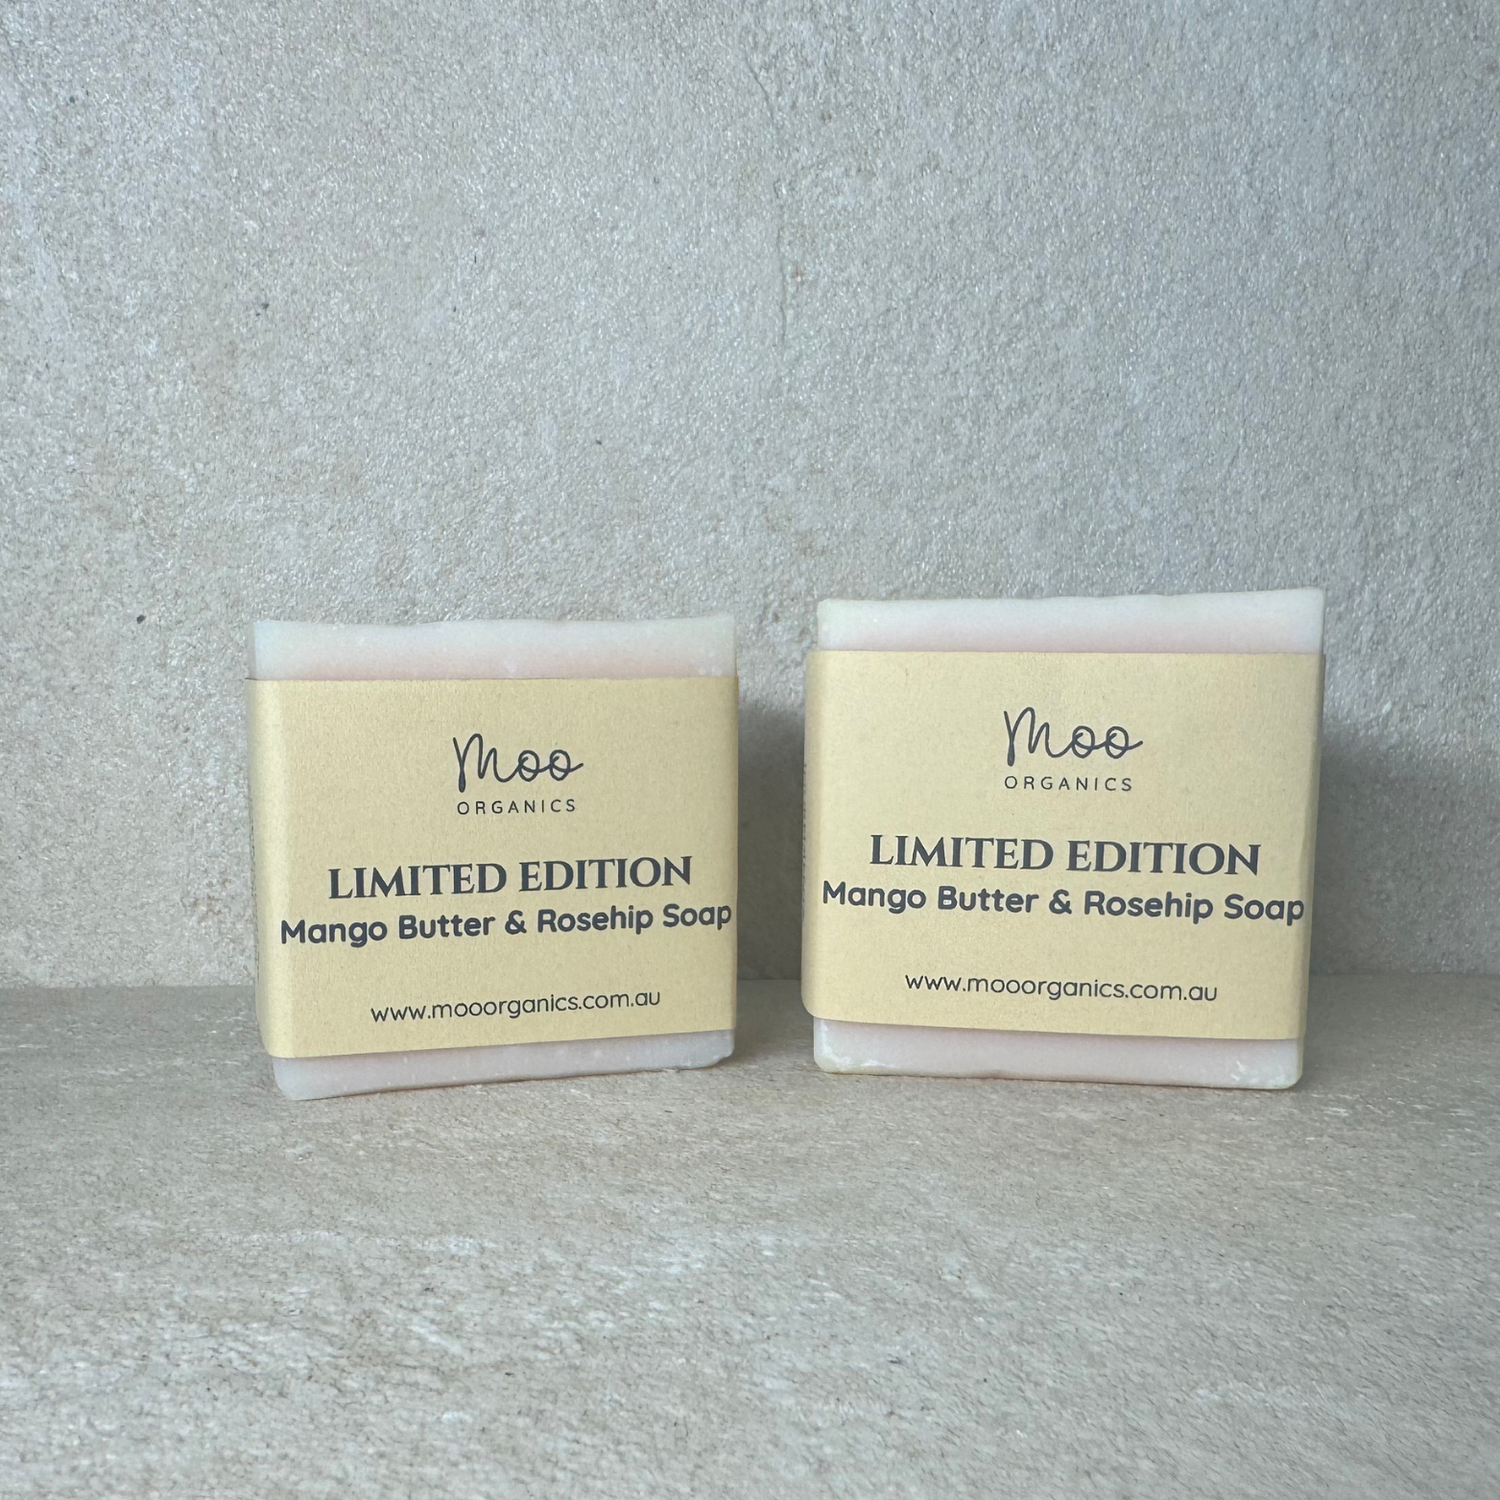 Moo
ORGANICS
LIMITED EDITION
Mango Butter & Rosehip Soap
www.mooorganics.com.au
Moo
ORGANICS
LIMITED EDITION
Mango Butter & Rosehip Soap
www.mooorganics.com.au